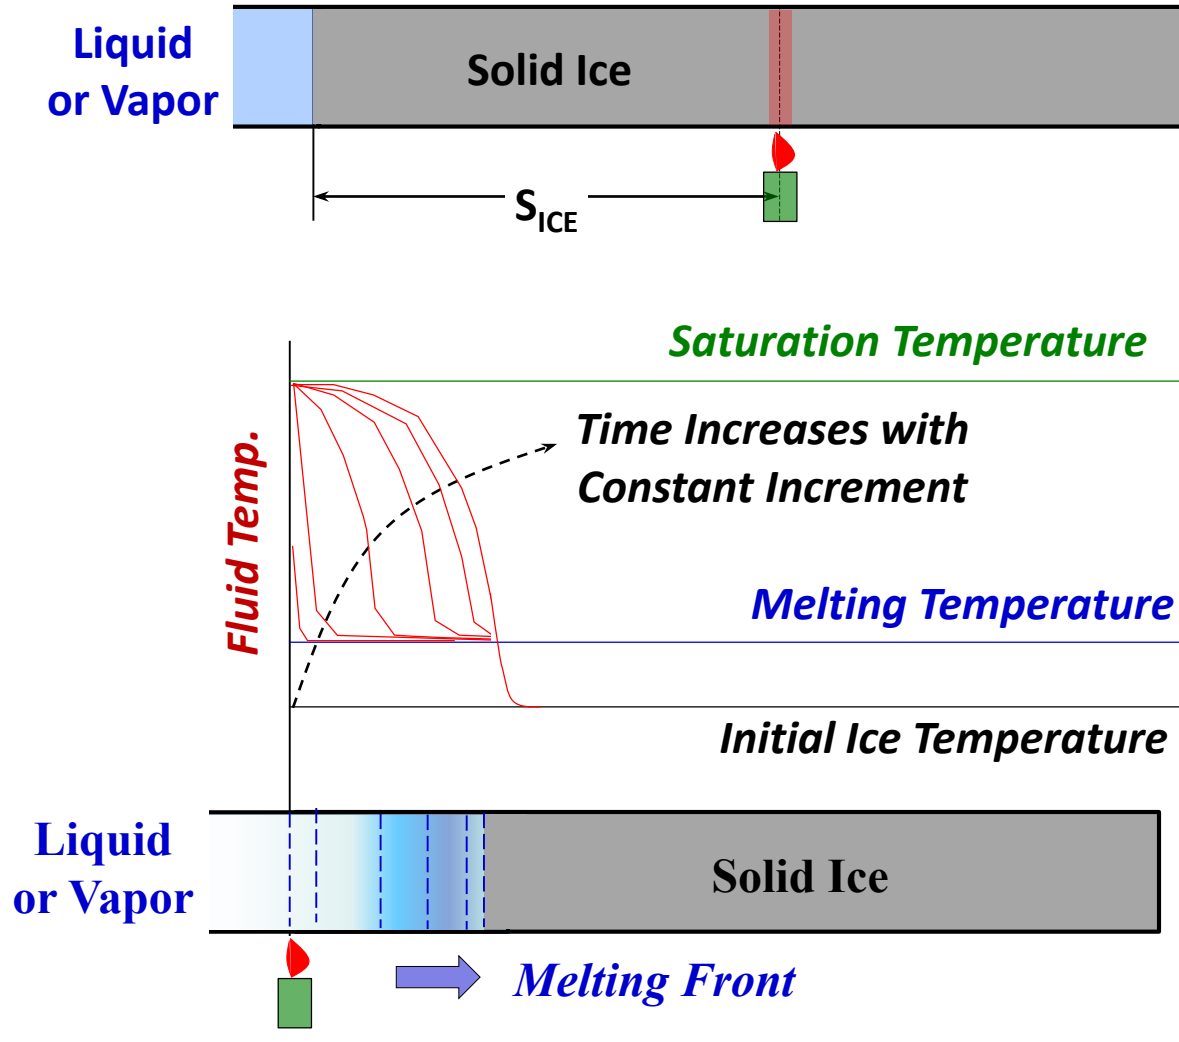 Liquid
or Vapor
Solid Ice
S_ICE
Saturation Temperature
Time Increases with
Constant Increment
Fluid Temp.
Melting Temperature
Initial Ice Temperature
Liquid
or Vapor
Solid Ice
Melting Front